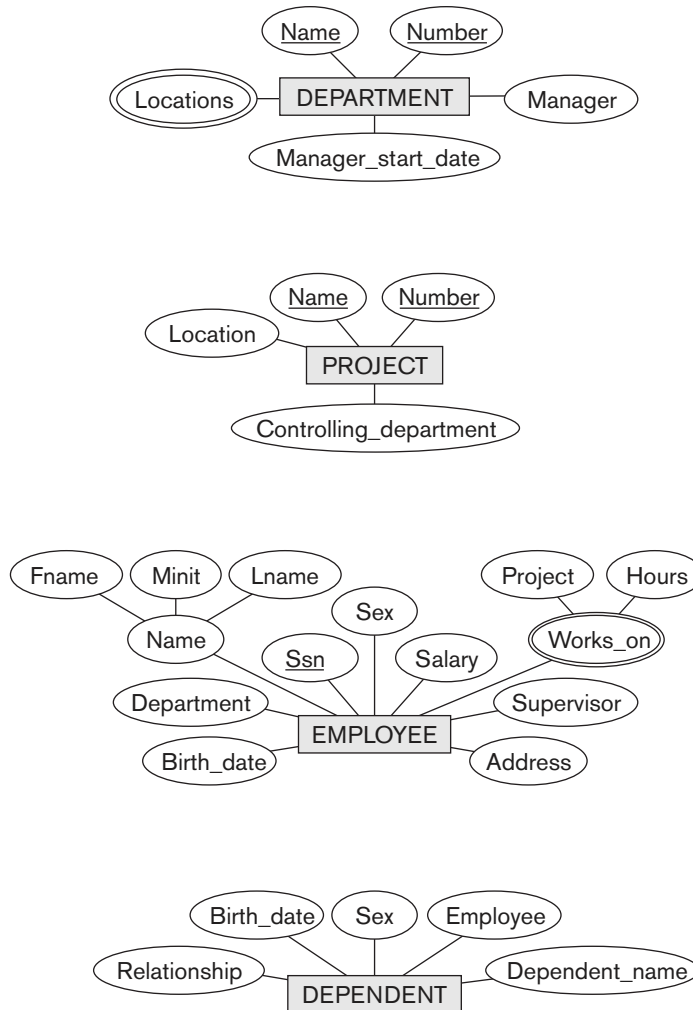 Name
Number
Locations
DEPARTMENT
Manager
Manager_start_date
Name
Number
Location
PROJECT
Controlling_department
Fname
Minit
Lname
Project
Hours
Sex
Name
Works_on
Ssn
Salary
Department
Supervisor
EMPLOYEE
Birth_date
Address
Birth_date
Sex
Employee
Relationship
Dependent_name
DEPENDENT